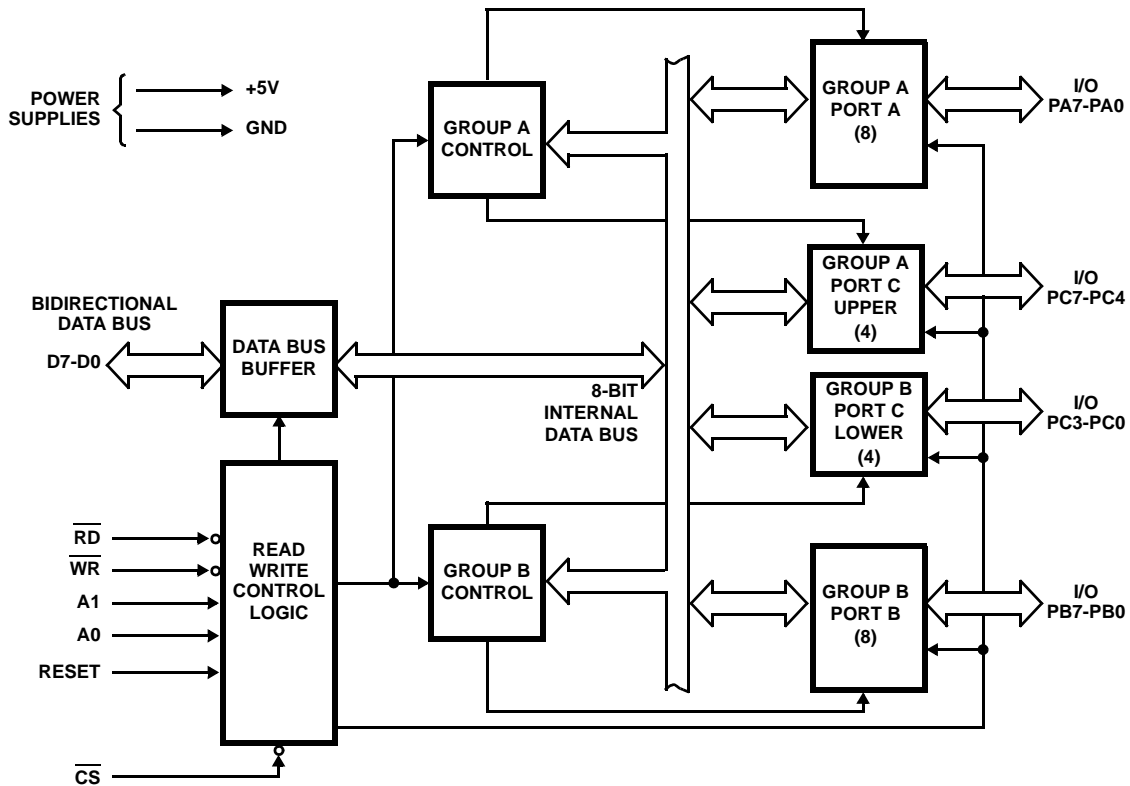 POWER
SUPPLIES
+5V
GND
GROUP A
CONTROL
GROUP A
PORT A
(8)
I/O
PA7-PA0
GROUP A
PORT C
UPPER
(4)
I/O
PC7-PC4
BIDIRECTIONAL
DATA BUS
D7-D0
DATA BUS
BUFFER
8-BIT
INTERNAL
DATA BUS
GROUP B
PORT C
LOWER
(4)
I/O
PC3-PC0
RD
WR
A1
A0
RESET
CS
READ
WRITE
CONTROL
LOGIC
GROUP B
CONTROL
GROUP B
PORT B
(8)
I/O
PB7-PB0